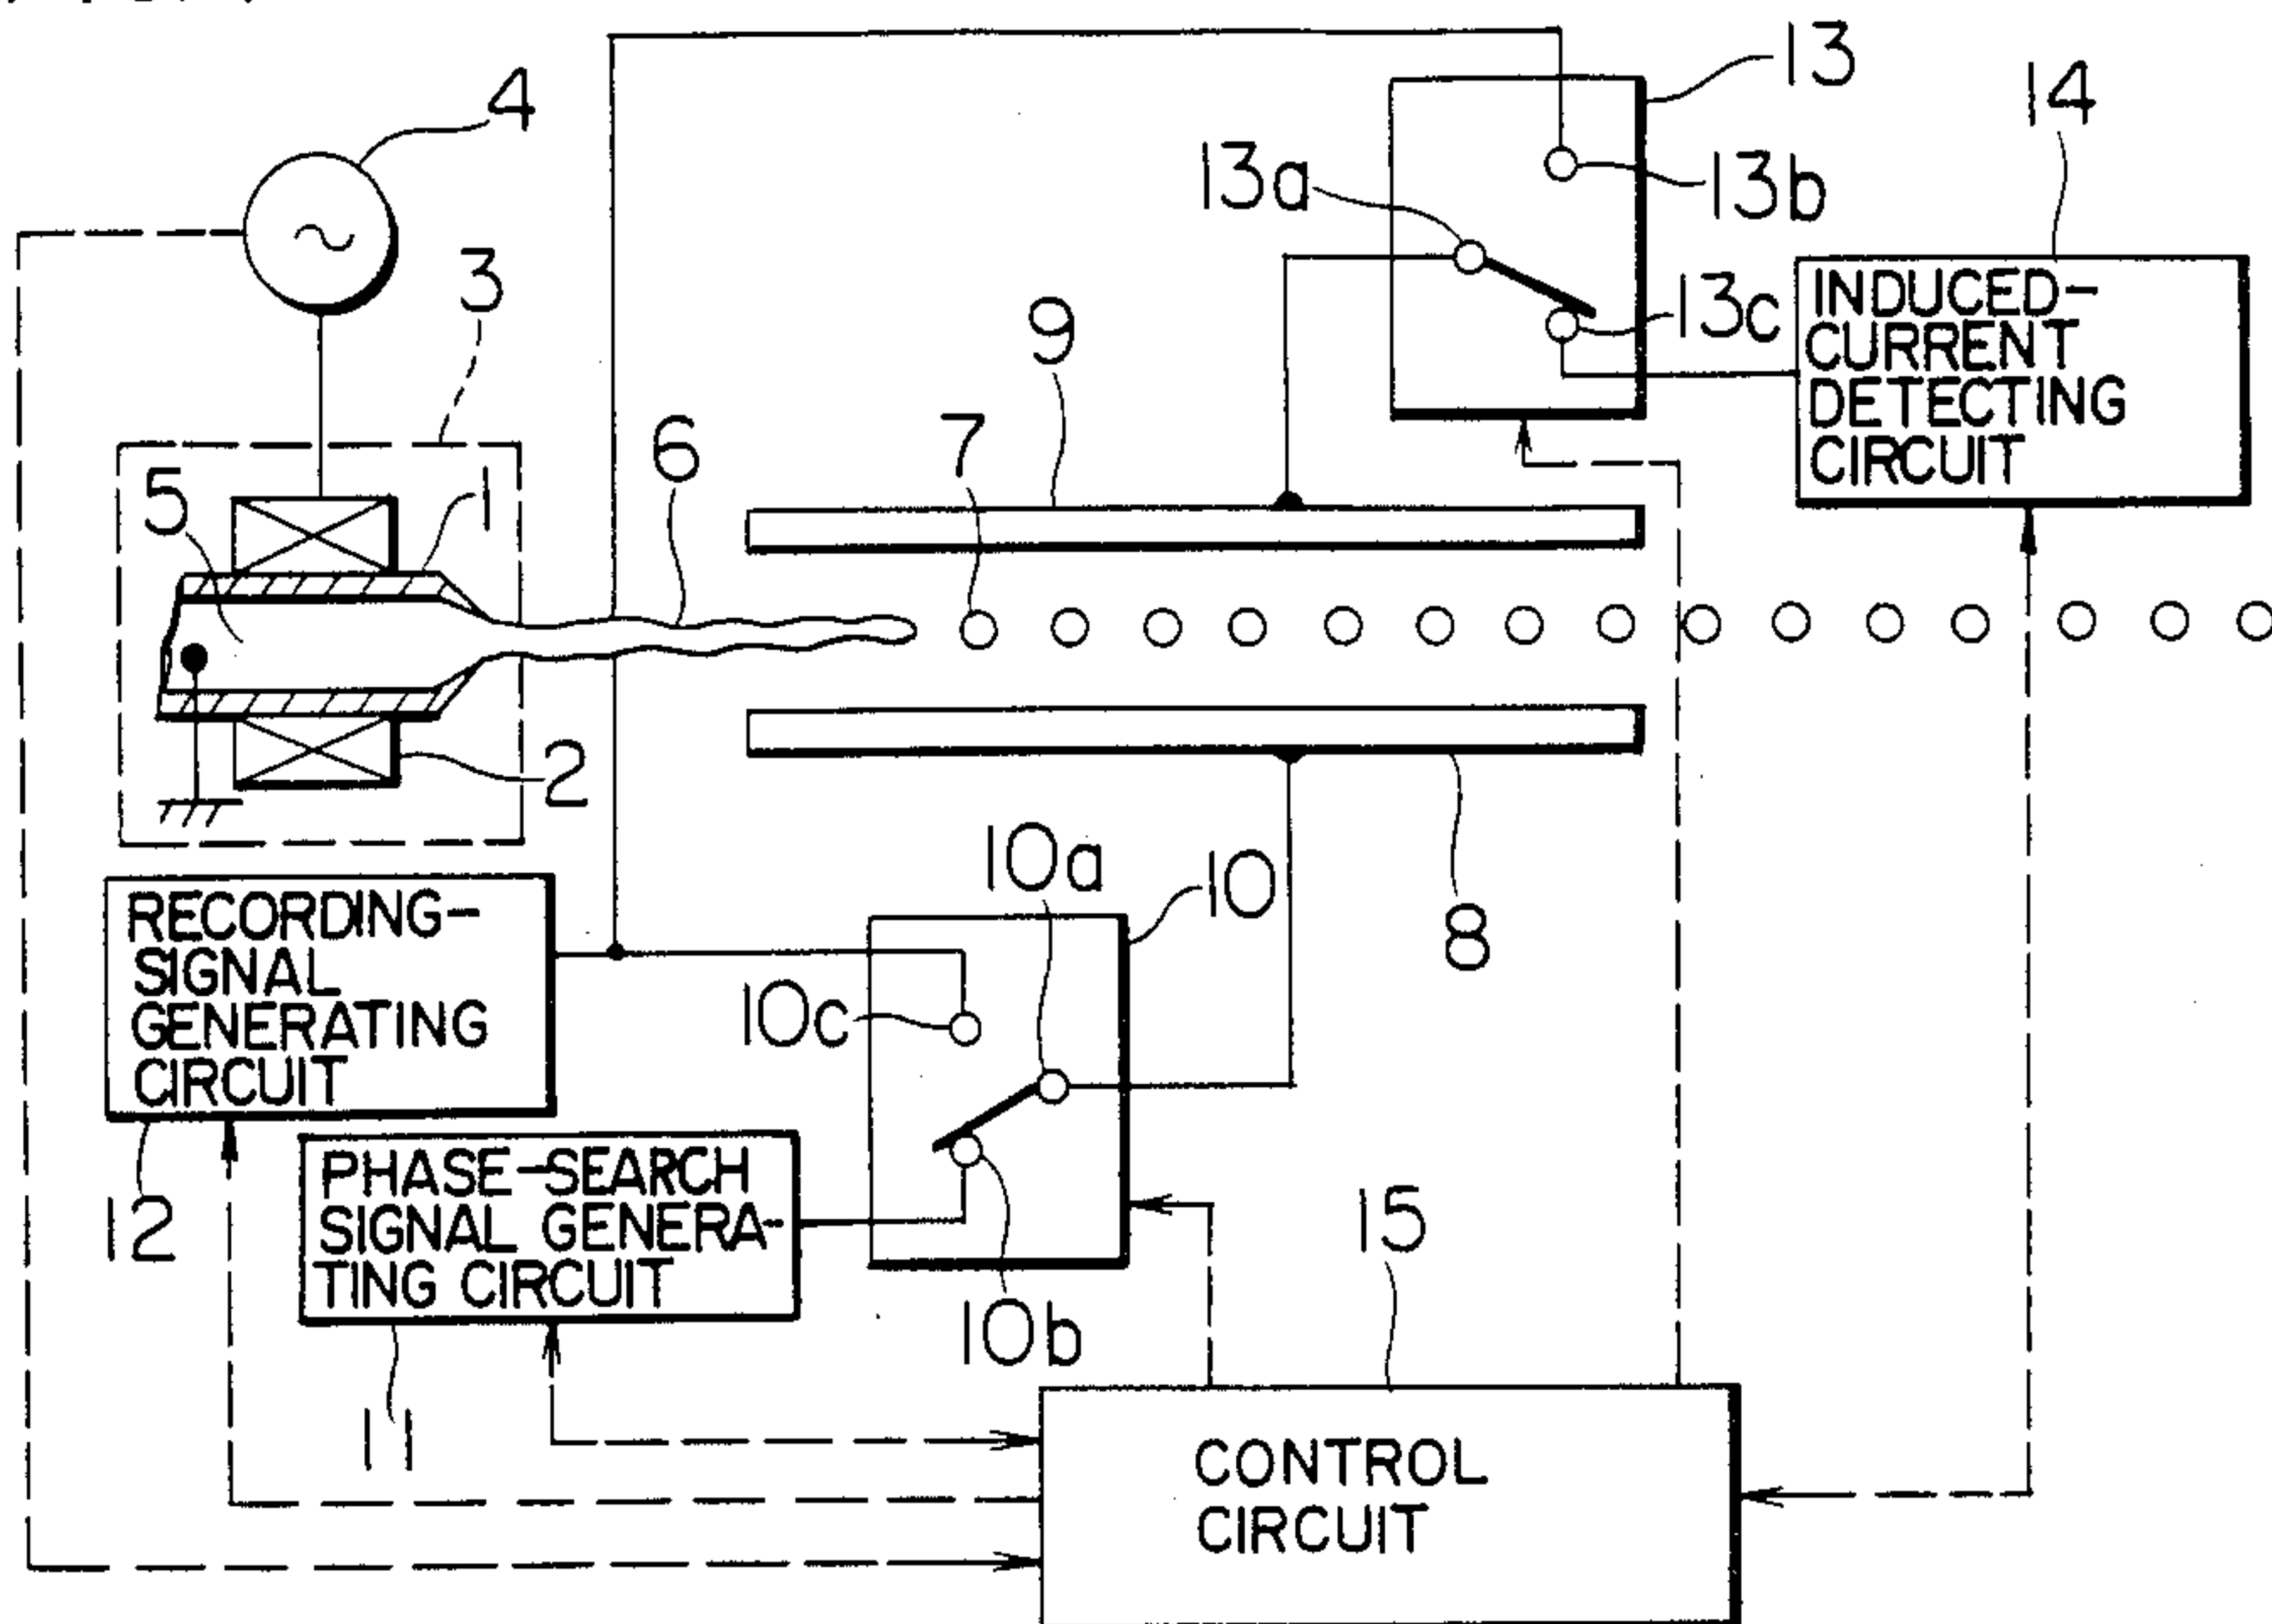 13
4
14
13a
13b
3
INDUCED-
CURRENT
DETECTING
CIRCUIT
13c
9
6
7
5
1
2
10a
10
8
RECORDING-
SIGNAL
GENERATING
CIRCUIT
10c
PHASE-SEARCH
SIGNAL GENERA-
TING CIRCUIT
12
15
10b
11
CONTROL
CIRCUIT